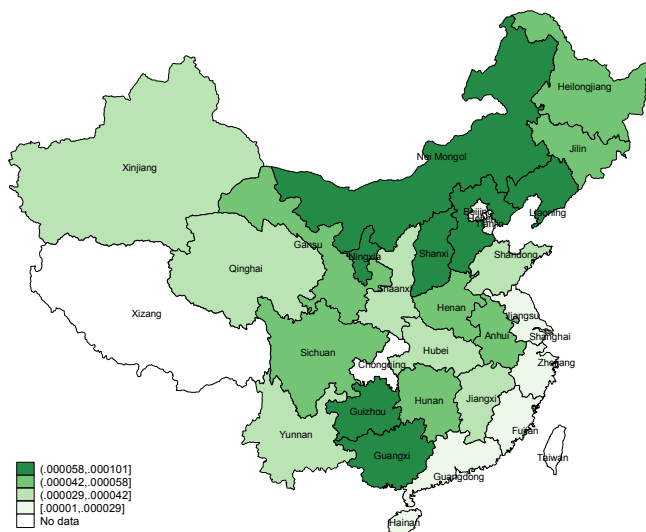 Heilongjiang
Jilin
Xinjiang
Nei Mongol
Beijing
Tianjin
Liaoning
Gansu
Ningxia
Shanxi
Shandong
Qinghai
Shaanxi
Xizang
Henan
Jiangsu
Anhui
Shanghai
Sichuan
Hubei
Chongqing
Zhejiang
Hunan
Jiangxi
Guizhou
Fujian
Yunnan
Guangxi
Taiwan
Guangdong
Hainan
(.000058,.000101]
(.000042,.000058]
(.000029,.000042]
[.00001,.000029]
No data